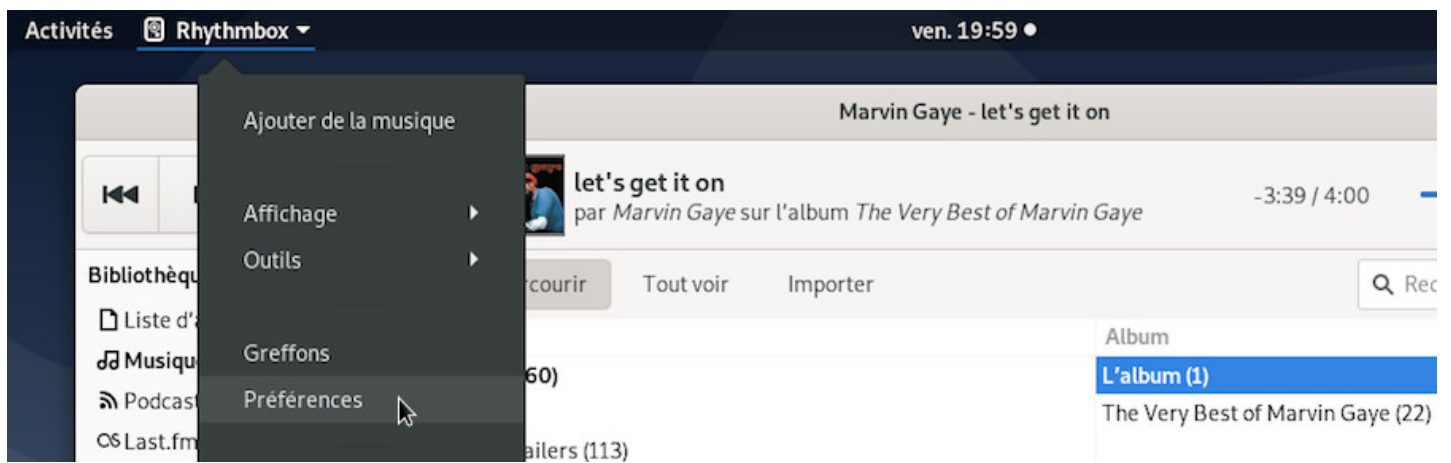 Activités Rhythmbox ven. 19:59
Marvin Gaye - let's get it on
Ajouter de la musique
let's get it on
par Marvin Gaye sur l'album The Very Best of Marvin Gaye
-3:39 / 4:00
Affichage
Outils
Tout voir Importer
Greffons
Préférences
Album
L'album (1)
The Very Best of Marvin Gaye (22)
Liste d'
Podcast
Last.fm
60)
(113)